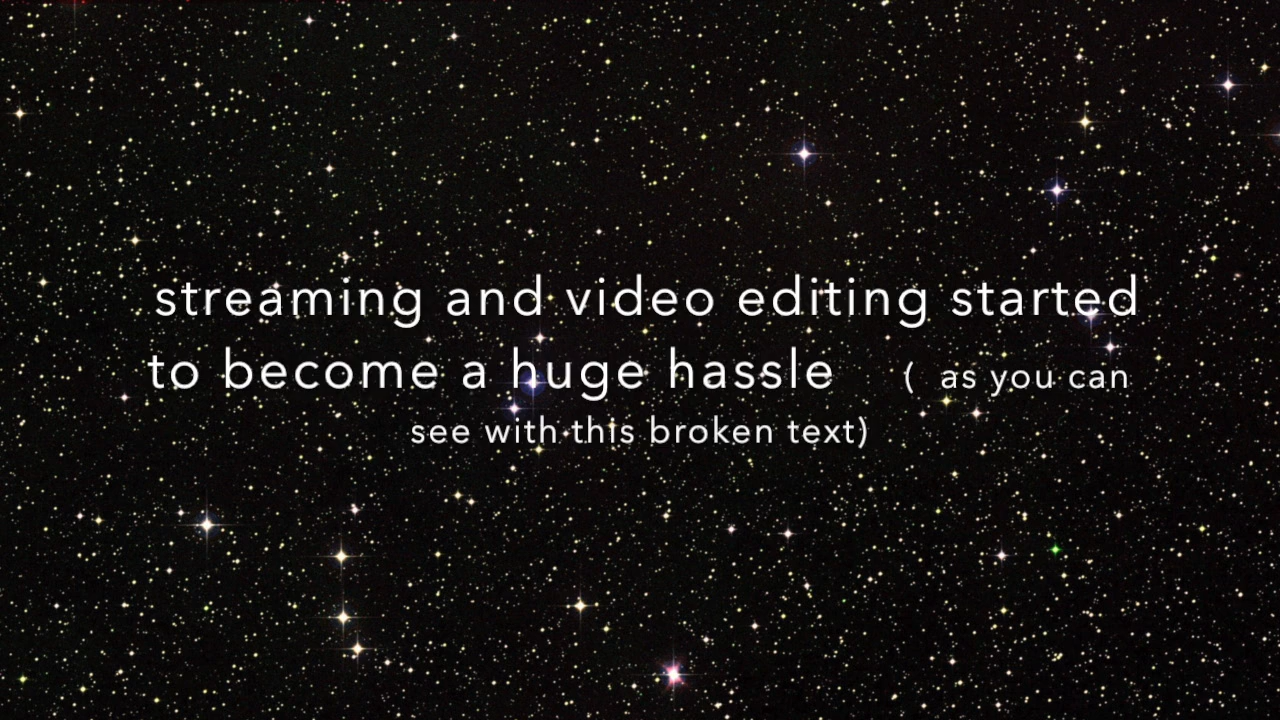 streaming and video editing started
to become a huge hassle ( as you can
see with this broken text)